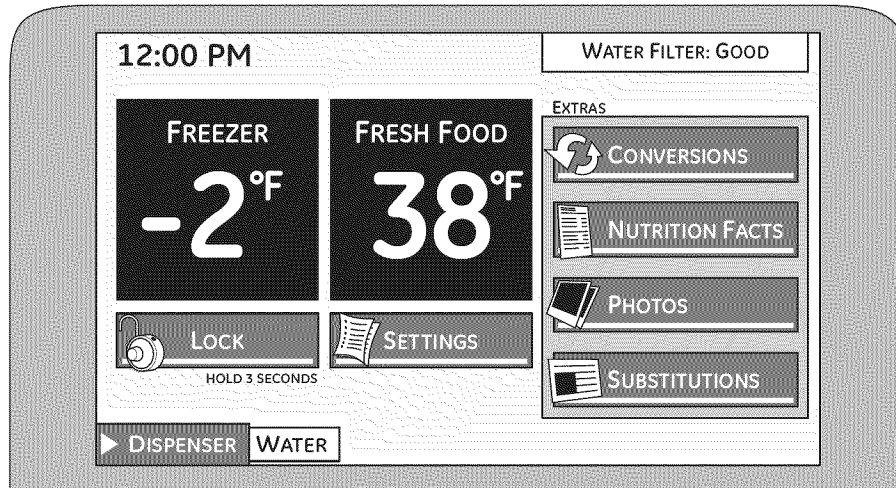 12:00 PM
WATER FILTER: GOOD
FREEZER
-2°F
FRESH FOOD
38°F
EXTRAS
CONVERSIONS
NUTRITION FACTS
PHOTOS
SUBSTITUTIONS
LOCK
HOLD 3 SECONDS
SETTINGS
DISPENSER
WATER